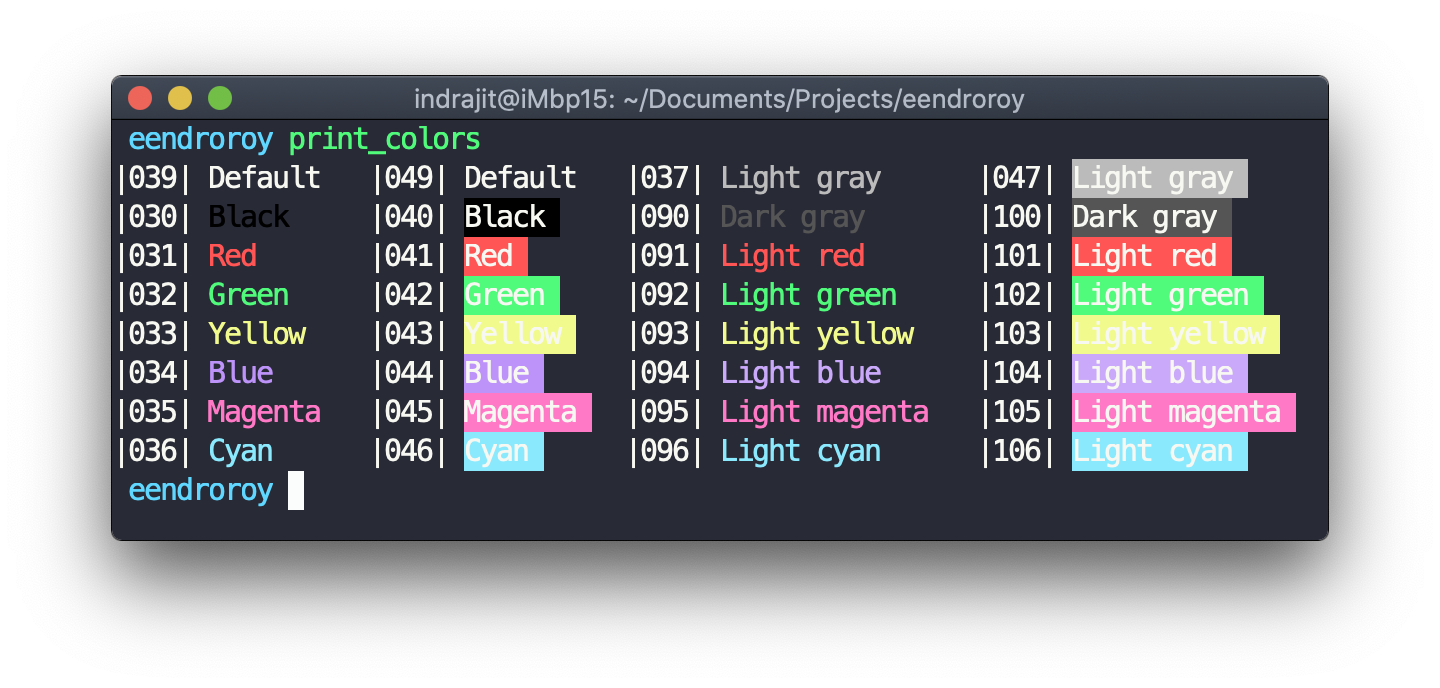 indrajit@iMbp15: ~/Documents/Projects/eendroroy
eendroroy print_colors
|039| Default |049| Default |037| Light gray |047| Light gray
|030| Black |040| Black |090| Dark gray |100| Dark gray
|031| Red |041| Red |091| Light red |101| Light red
|032| Green |042| Green |092| Light green |102| Light green
|033| Yellow |043| Yellow |093| Light yellow |103| Light yellow
|034| Blue |044| Blue |094| Light blue |104| Light blue
|035| Magenta |045| Magenta |095| Light magenta |105| Light magenta
|036| Cyan |046| Cyan |096| Light cyan |106| Light cyan
eendroroy